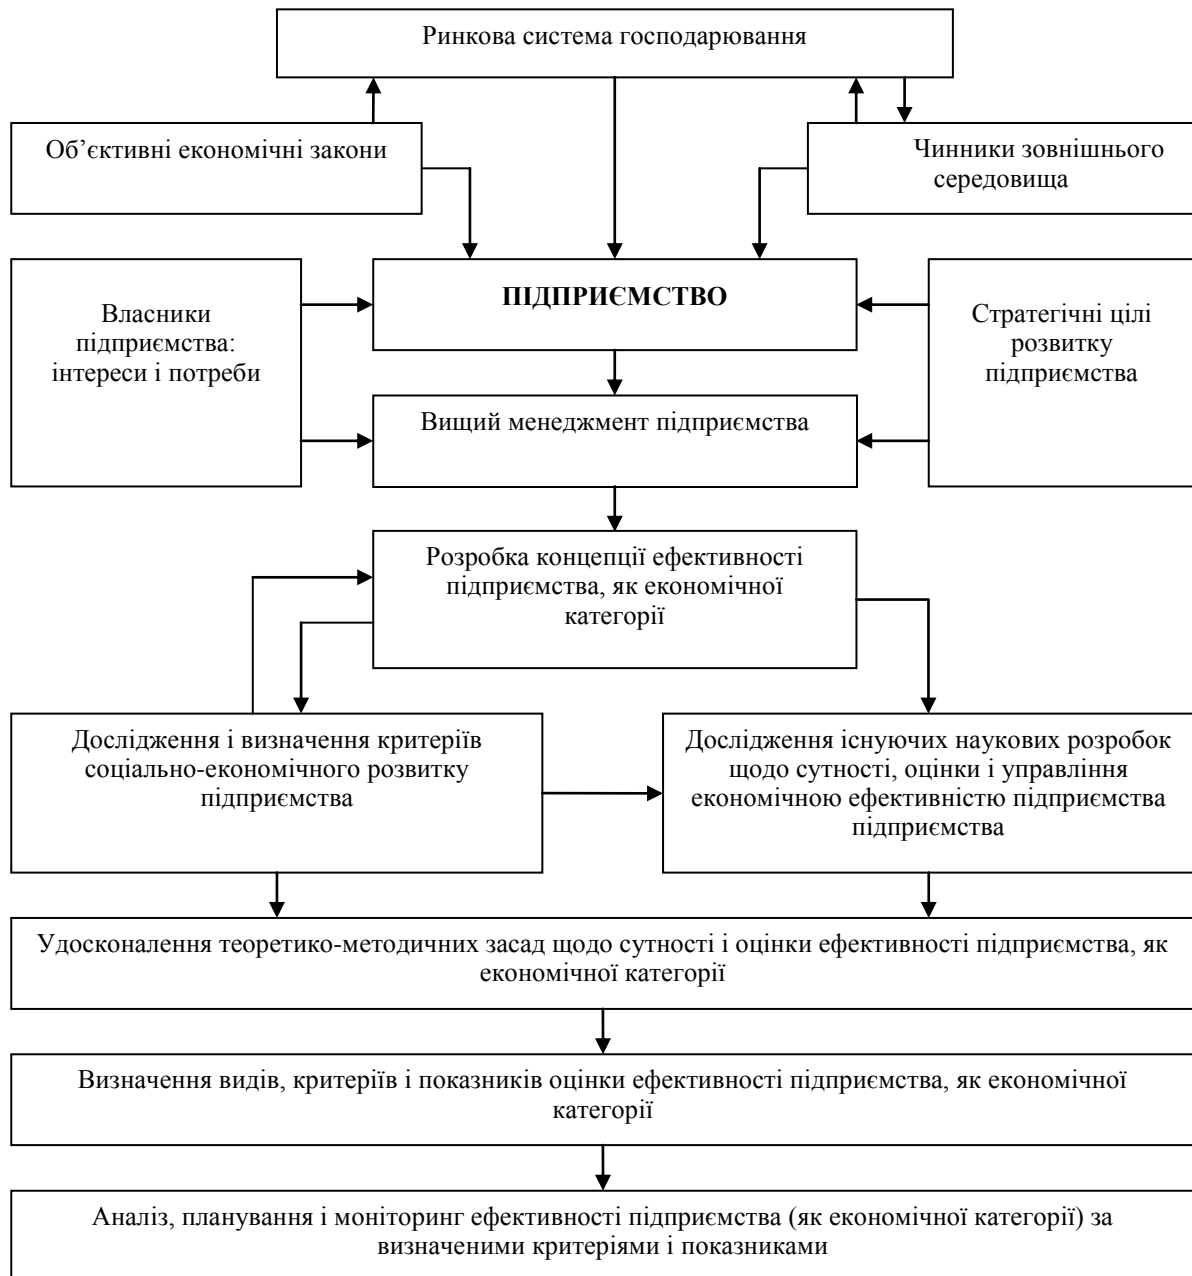 Ринкова система господарювання
Об’єктивні економічні закони
Чинники зовнішнього
середовища
Власники
підприємства:
інтереси і потреби
ПІДПРИЄМСТВО
Стратегічні цілі
розвитку
підприємства
Вищий менеджмент підприємства
Розробка концепції ефективності
підприємства, як економічної
категорії
Дослідження і визначення критеріїв
соціально-економічного розвитку
підприємства
Дослідження існуючих наукових розробок
щодо сутності, оцінки і управління
економічною ефективністю підприємства
підприємства
Удосконалення теоретико-методичних засад щодо сутності і оцінки ефективності підприємства, як
економічної категорії
Визначення видів, критеріїв і показників оцінки ефективності підприємства, як економічної
категорії
Аналіз, планування і моніторинг ефективності підприємства (як економічної категорії) за
визначеними критеріями і показниками